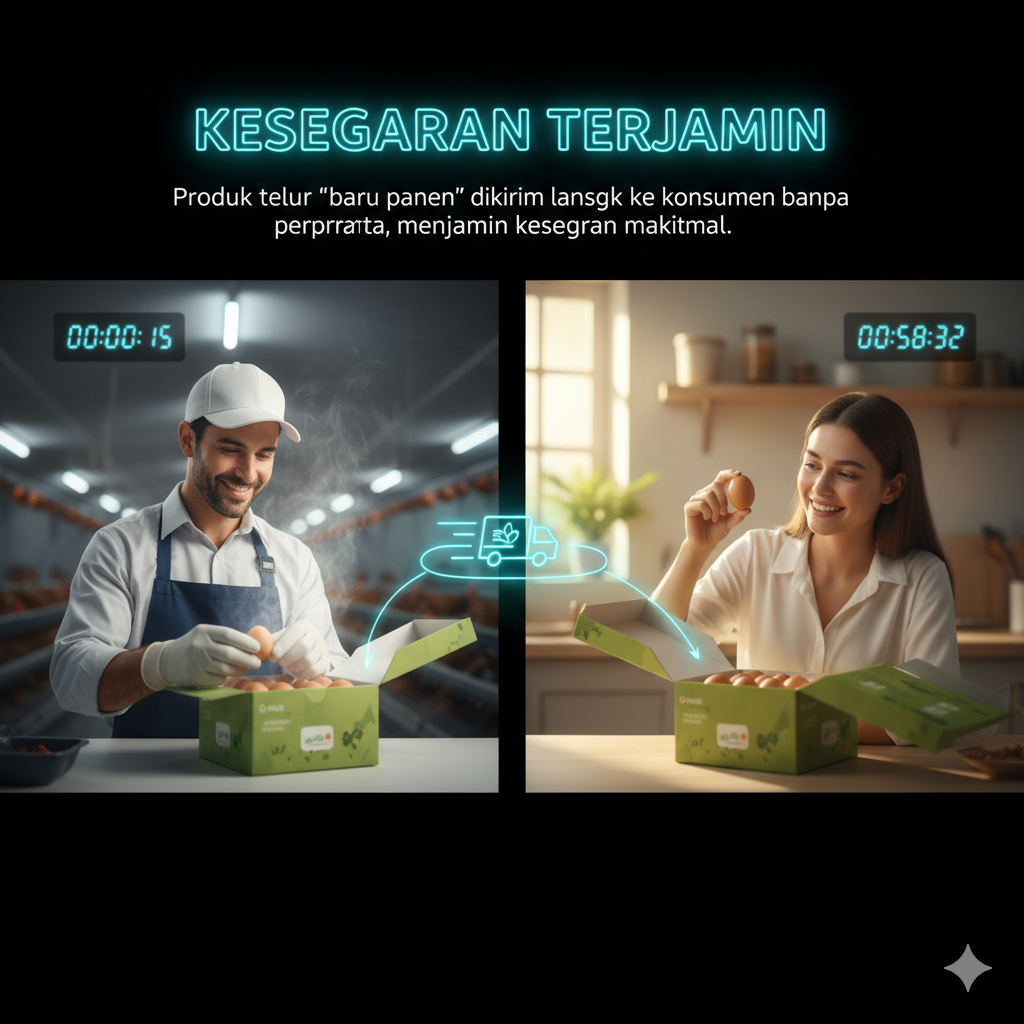 KESEGARAN TERJAMIN
Produk telur "baru panen" dikirim lansgk ke konsumen banpa
perprratta, menjamin kesegran makitmal.
00:00:15
00:58:32